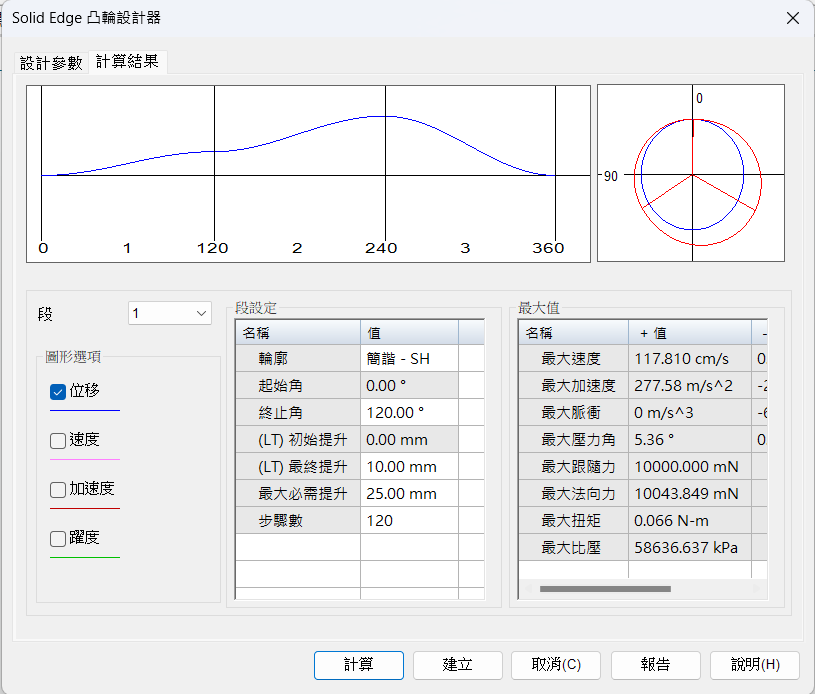 Solid Edge 凸輪設計器
設計參數 計算結果
0 1 120 2 240 3 360
0
90
段 1
圖形選項
位移
速度
加速度
躍度
段設定
名稱 值
輪廓 簡諧 - SH
起始角 0.00 °
終止角 120.00 °
(LT) 初始提升 0.00 mm
(LT) 最終提升 10.00 mm
最大必需提升 25.00 mm
步驟數 120
最大值
名稱 + 值 -
最大速度 117.810 cm/s 0.
最大加速度 277.58 m/s^2 -2
最大脈衝 0 m/s^3 -6
最大壓力角 5.36 ° 0.
最大跟隨力 10000.000 mN
最大法向力 10043.849 mN
最大扭矩 0.066 N-m
最大比壓 58636.637 kPa
計算 建立 取消(C) 報告 說明(H)